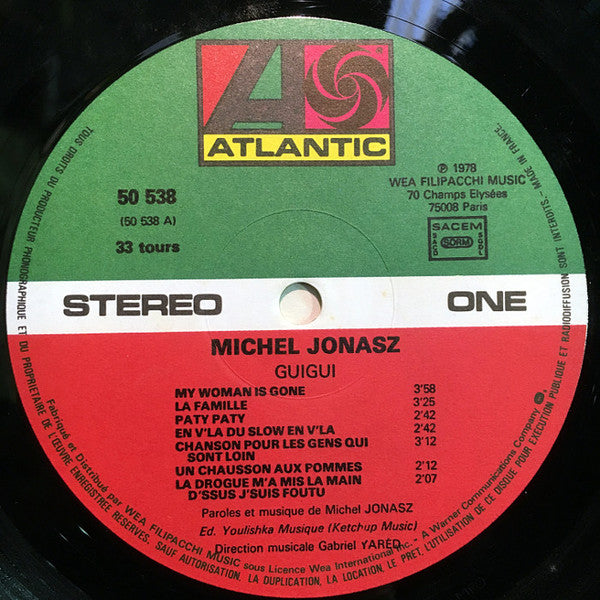 ATLANTIC
®
50 538
(50 538 A)
33 tours
℗ 1978
WEA FILIPACCHI MUSIC
70 Champs Elysées
75008 Paris
SACEM
SACD SDRM SGDL
STEREO ONE
MICHEL JONASZ
GUIGUI
MY WOMAN IS GONE 3'58
LA FAMILLE 3'25
PATY PATY 2'42
EN V'LA DU SLOW EN V'LA 2'42
CHANSON POUR LES GENS QUI 3'12
SONT LOIN
UN CHAUSSON AUX POMMES 2'12
LA DROGUE M'A MIS LA MAIN 2'07
D'SSUS J'SUIS FOUTU
Paroles et musique de Michel JONASZ
Ed. Youlishka Musique (Ketchup Music)
Direction musicale Gabriel YARED
Fabriqué et Distribué par WEA FILIPACCHI MUSIC sous Licence Wea International Inc. - A Warner Communications Company
TOUS DROITS DU PRODUCTEUR PHONOGRAPHIQUE ET DU PROPRIETAIRE DE L'ŒUVRE ENREGISTREE RESERVES. SAUF AUTORISATION, LA DUPLICATION, LA LOCATION, LE PRET, L'UTILISATION DE CE DISQUE POUR EXECUTION PUBLIQUE ET RADIODIFFUSION SONT INTERDITS - MADE IN FRANCE.